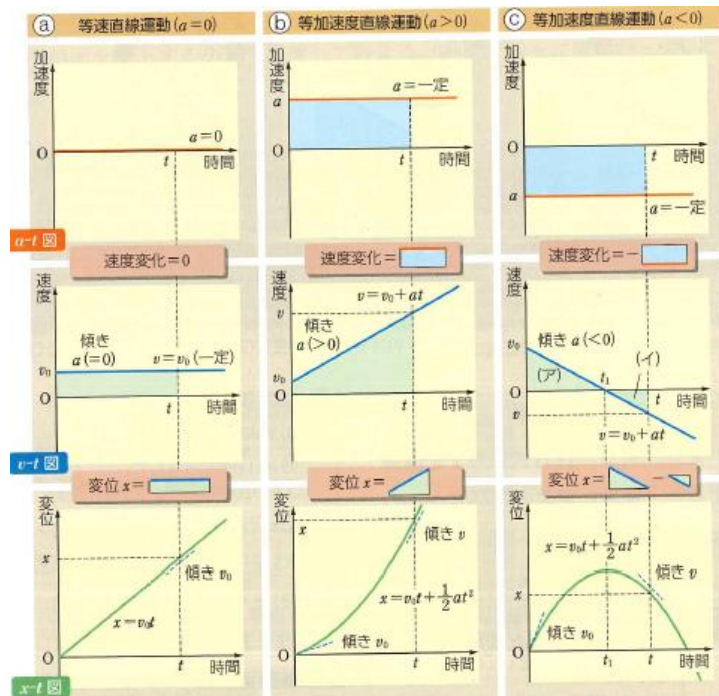 ⓐ 等速直線運動(a=0)
ⓑ 等加速度直線運動(a>0)
ⓒ 等加速度直線運動(a<0)
加速度
a=0
O
t
時間
a-t 図
加速度
a
a=一定
O
t
時間
加速度
O
t
時間
a
a=一定
速度変化=0
速度変化=
速度変化=-
速度
傾き
a(=0)
v=v₀(一定)
v₀
O
t
時間
v-t 図
速度
v=v₀+at
v
傾き
a(>0)
v₀
O
t
時間
速度
v₀
傾き a(<0)
(ア)
(イ)
t₁
t
O
時間
v
v=v₀+at
変位 x=
変位 x=
変位 x= -
変位
x
傾き v₀
x=v₀t
O
t
時間
x-t 図
変位
x
傾き v
x=v₀t+1/2at²
傾き v₀
O
t
時間
変位
x=v₀t+1/2at²
傾き v
x
傾き v₀
O
t₁
t
時間